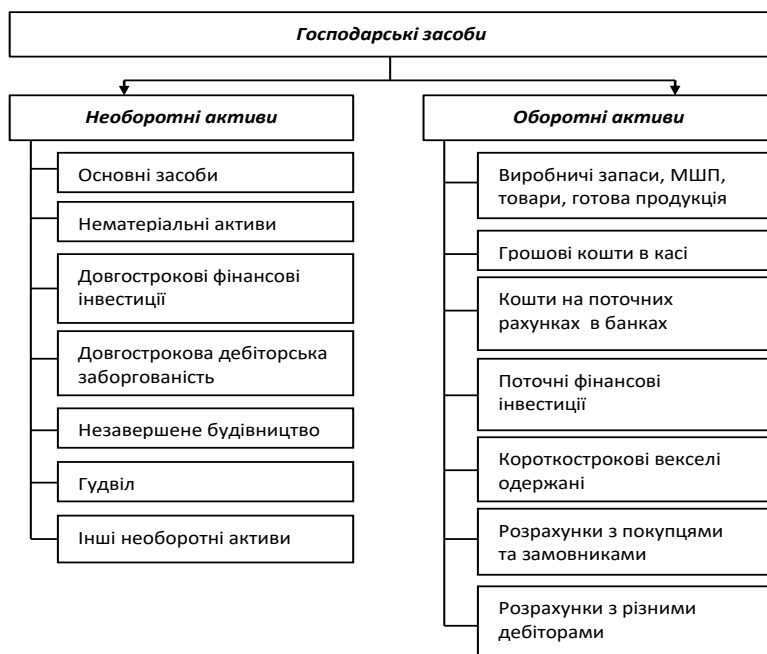 Господарські засоби
Необоротні активи
Основні засоби
Нематеріальні активи
Довгострокові фінансові
інвестиції
Довгострокова дебіторська
заборгованість
Незавершене будівництво
Гудвіл
Інші необоротні активи
Оборотні активи
Виробничі запаси, МШП,
товари, готова продукція
Грошові кошти в касі
Кошти на поточних
рахунках в банках
Поточні фінансові
інвестиції
Короткострокові векселі
одержані
Розрахунки з покупцями
та замовниками
Розрахунки з різними
дебіторами